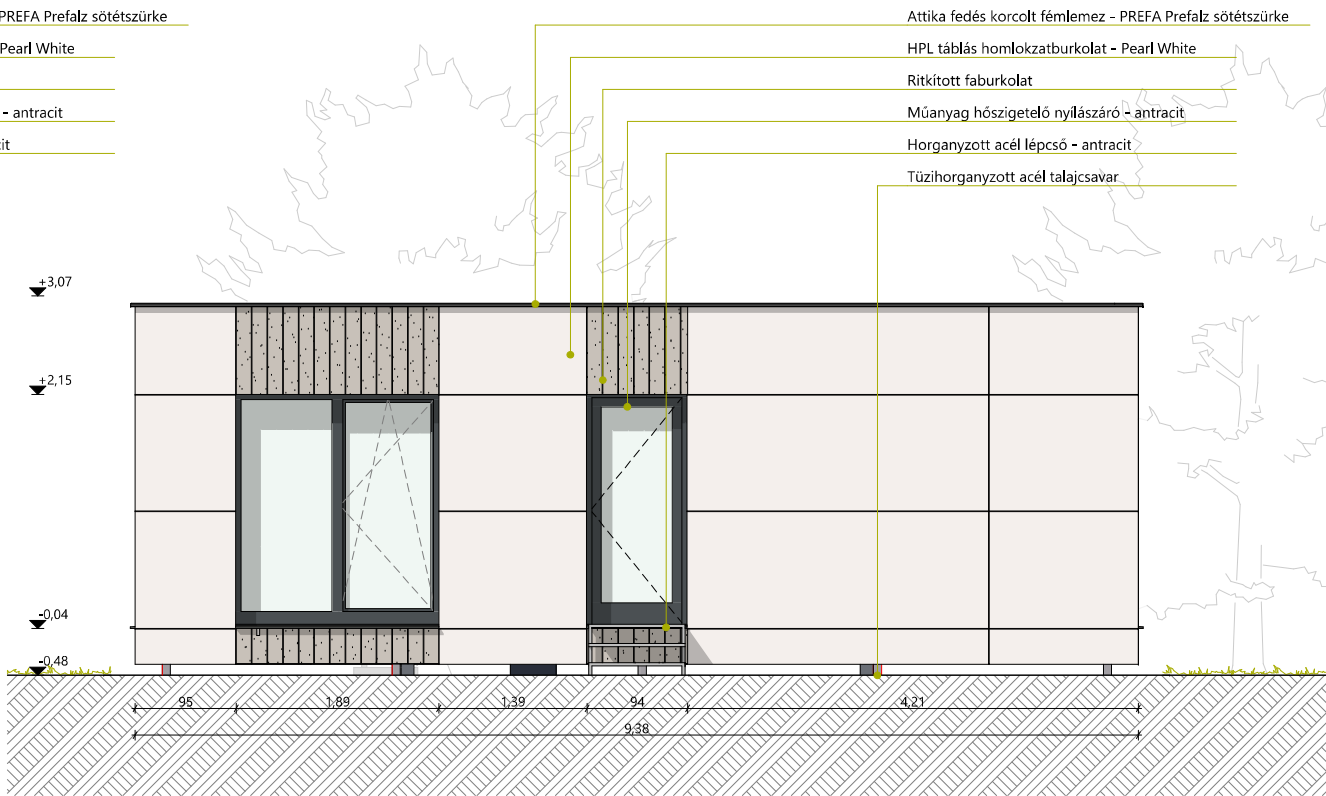 PREFA Prefalz sötétszürke
Pearl White
- antracit
cit
Attika fedés korcolt fémlemez - PREFA Prefalz sötétszürke
HPL táblás homlokzatburkolat - Pearl White
Ritkított faburkolat
Műanyag hőszigetelő nyílászáró - antracit
Horganyzott acél lépcső - antracit
Tüzihorganyzott acél talajcsavar
+3,07
+2,15
-0,04
-0,48
95 1,89 1,39 94 4,21
9,38